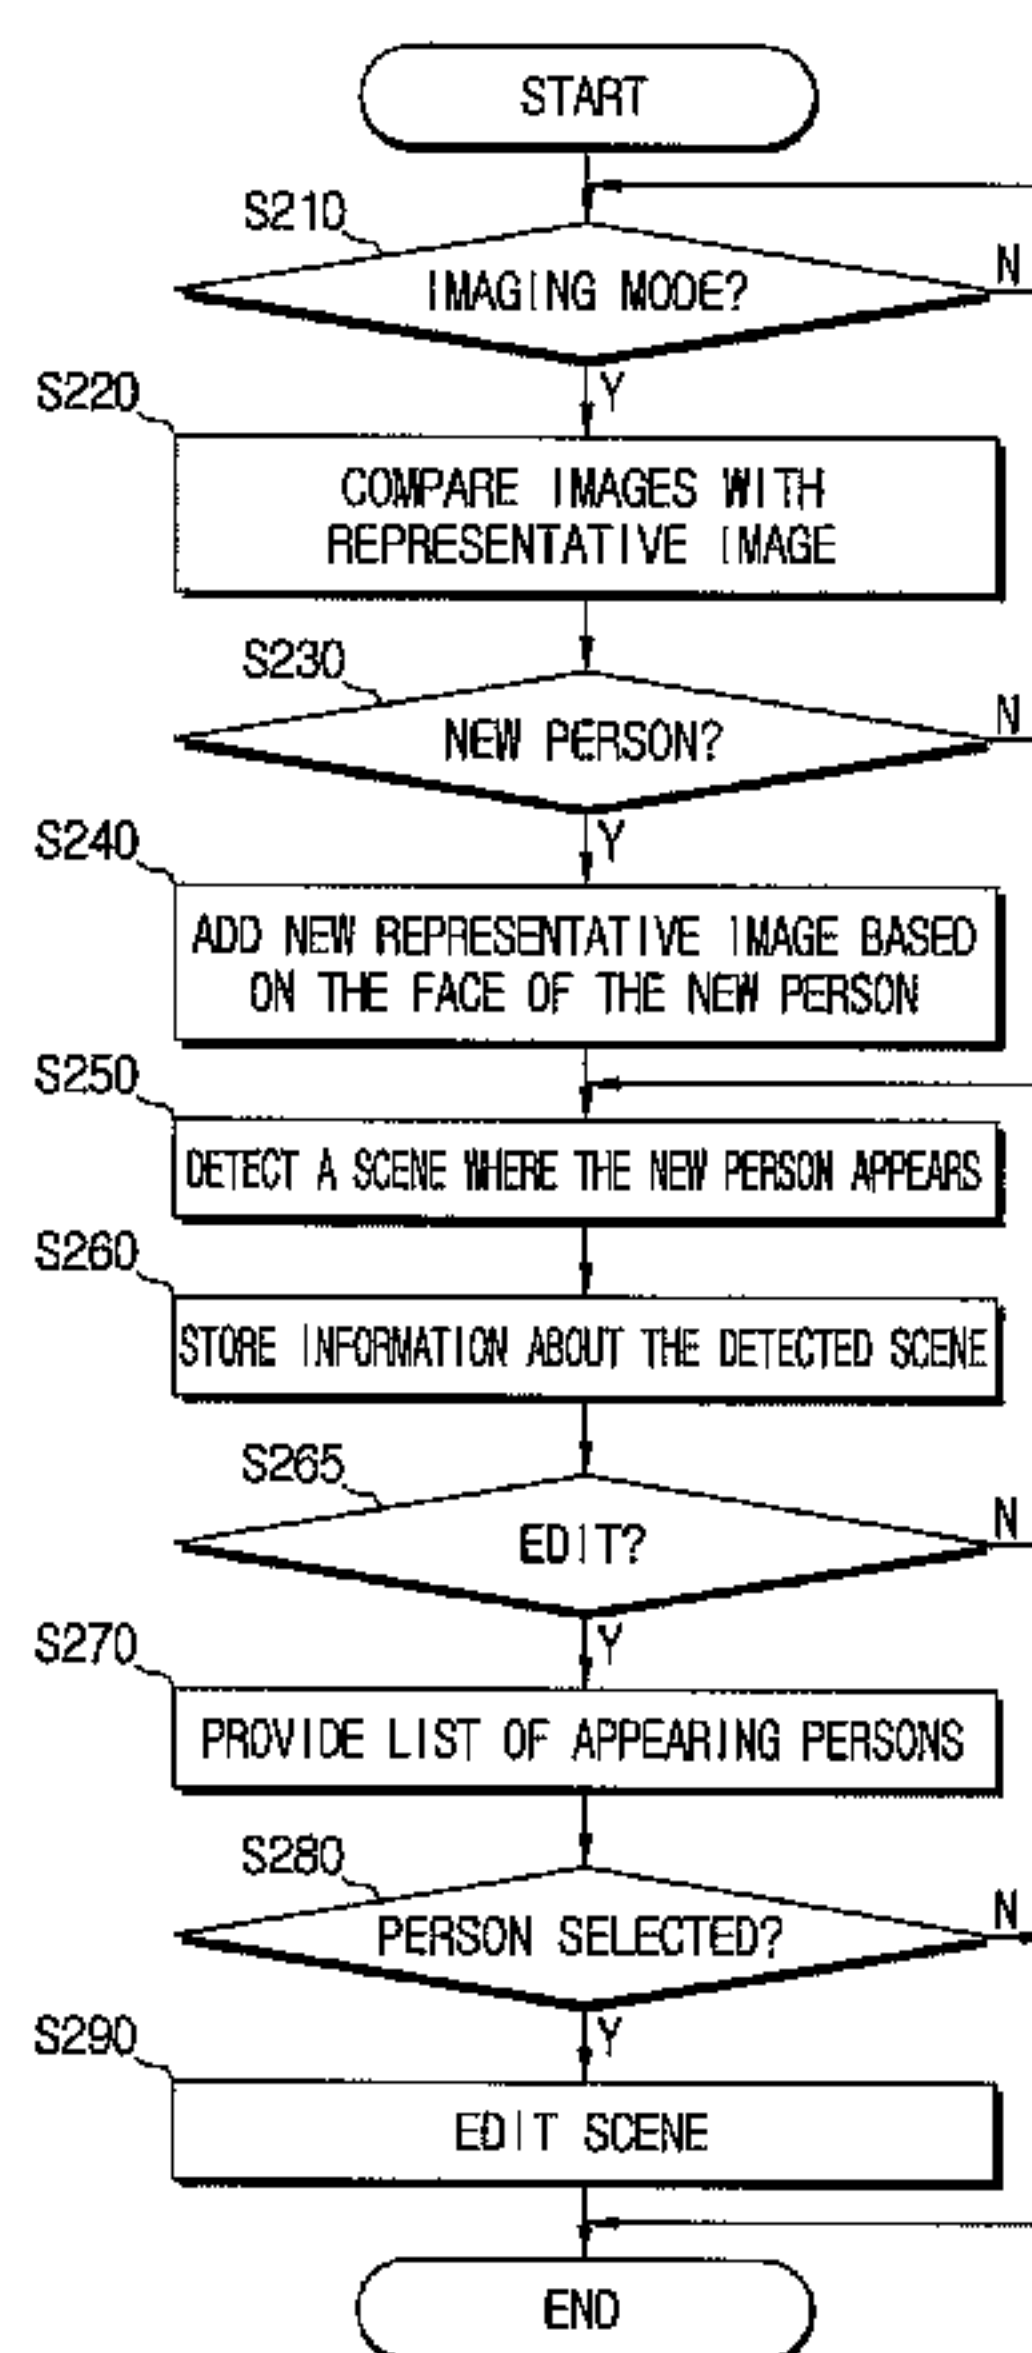 START
S210
IMAGING MODE?
N
Y
S220
COMPARE IMAGES WITH
REPRESENTATIVE IMAGE
S230
NEW PERSON?
N
Y
S240
ADD NEW REPRESENTATIVE IMAGE BASED
ON THE FACE OF THE NEW PERSON
S250
DETECT A SCENE WHERE THE NEW PERSON APPEARS
S260
STORE INFORMATION ABOUT THE DETECTED SCENE
S265
EDIT?
N
Y
S270
PROVIDE LIST OF APPEARING PERSONS
S280
PERSON SELECTED?
N
Y
S290
EDIT SCENE
END